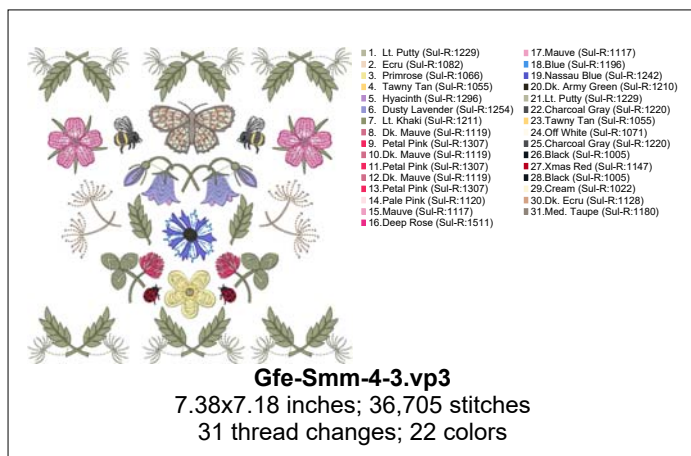 1. Lt. Putty (Sul-R:1229)
2. Ecru (Sul-R:1082)
3. Primrose (Sul-R:1066)
4. Tawny Tan (Sul-R:1055)
5. Hyacinth (Sul-R:1296)
6. Dusty Lavender (Sul-R:1254)
7. Lt. Khaki (Sul-R:1211)
8. Dk. Mauve (Sul-R:1119)
9. Petal Pink (Sul-R:1307)
10.Dk. Mauve (Sul-R:1119)
11.Petal Pink (Sul-R:1307)
12.Dk. Mauve (Sul-R:1119)
13.Petal Pink (Sul-R:1307)
14.Pale Pink (Sul-R:1120)
15.Mauve (Sul-R:1117)
16.Deep Rose (Sul-R:1511)
17.Mauve (Sul-R:1117)
18.Blue (Sul-R:1196)
19.Nassau Blue (Sul-R:1242)
20.Dk. Army Green (Sul-R:1210)
21.Lt. Putty (Sul-R:1229)
22.Charcoal Gray (Sul-R:1220)
23.Tawny Tan (Sul-R:1055)
24.Off White (Sul-R:1071)
25.Charcoal Gray (Sul-R:1220)
26.Black (Sul-R:1005)
27.Xmas Red (Sul-R:1147)
28.Black (Sul-R:1005)
29.Cream (Sul-R:1022)
30.Dk. Ecru (Sul-R:1128)
31.Med. Taupe (Sul-R:1180)
Gfe-Smm-4-3.vp3
7.38x7.18 inches; 36,705 stitches
31 thread changes; 22 colors